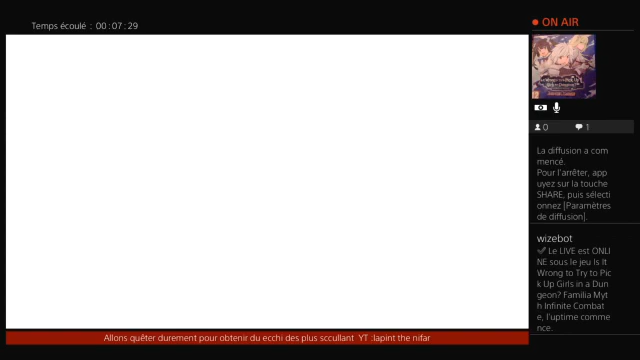 Temps écoulé : 00:07:29
ON AIR
0
1
La diffusion a com
mencé.
Pour l'arrêter, app
uyez sur la touche
SHARE, puis sélecti
onnez [Paramètres
de diffusion].
wizebot
Le LIVE est ONLI
NE sous le jeu Is It
Wrong to Try to Pic
k Up Girls in a Dun
geon? Familia Myt
h Infinite Combat
e, l'uptime comme
nce.
Allons quêter durement pour obtenir du ecchi des plus sccullant YT :lapint the nifar